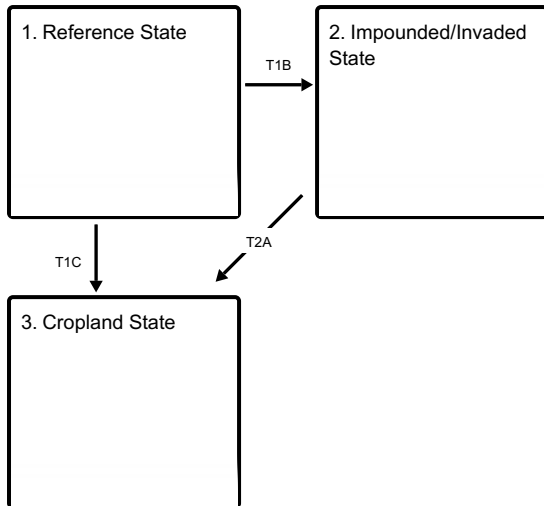 1. Reference State
2. Impounded/Invaded
State
T1B
T1C
T2A
3. Cropland State